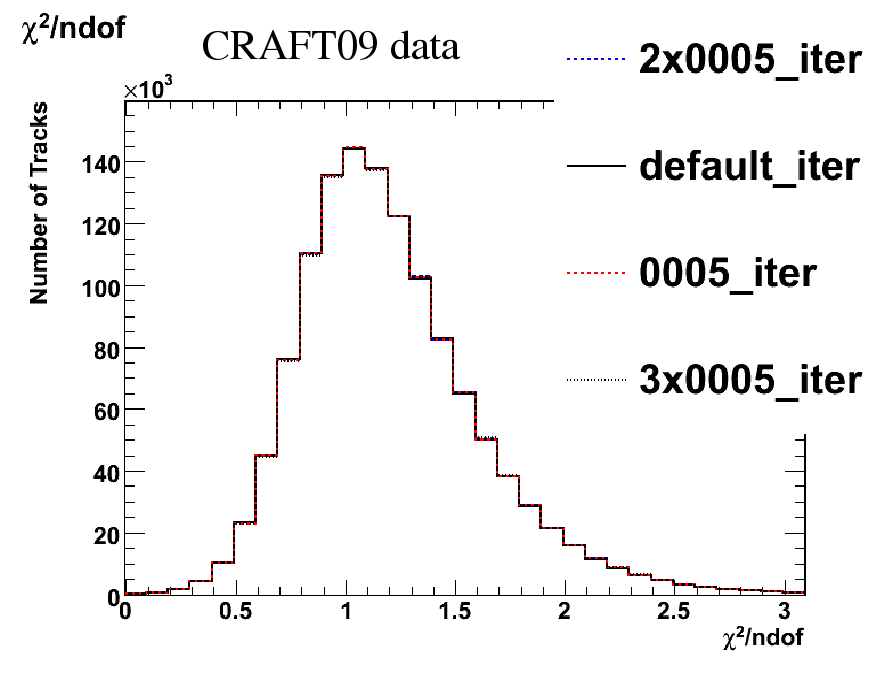 χ²/ndof
CRAFT09 data
×10³
Number of Tracks
140
120
100
80
60
40
20
0
0 0.5 1 1.5 2 2.5 3
χ²/ndof
2x0005_iter
default_iter
0005_iter
3x0005_iter